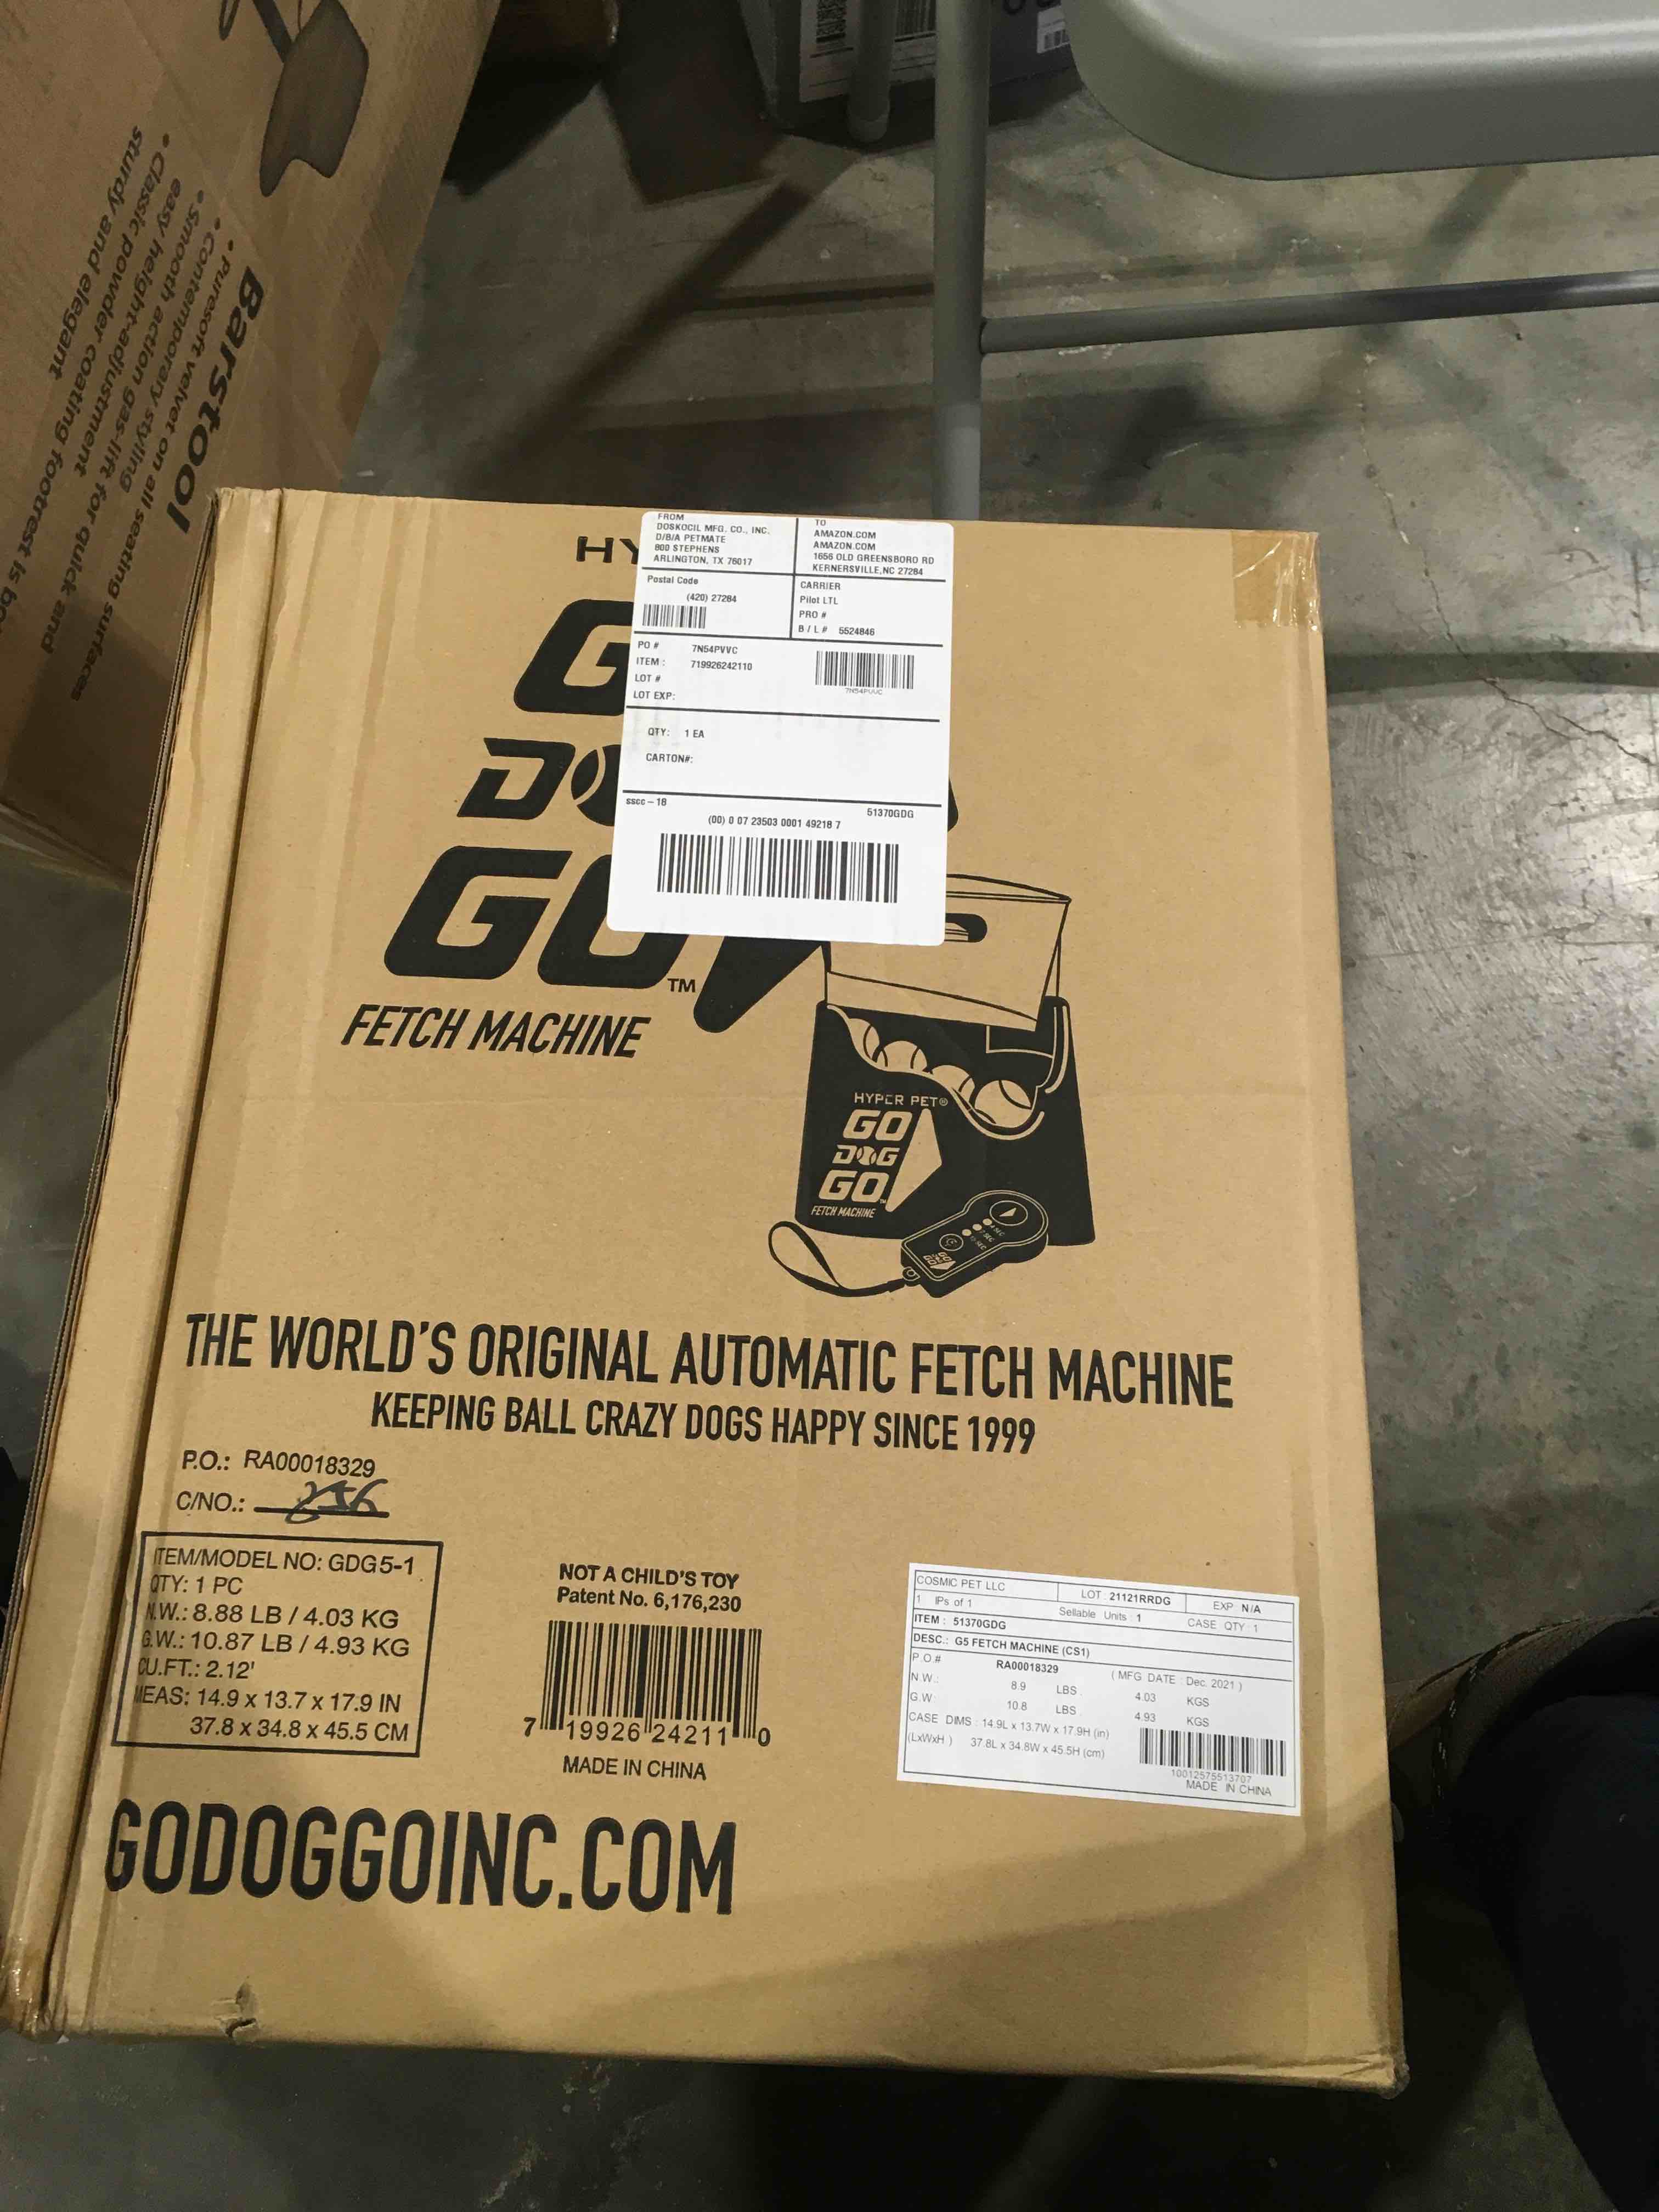 Barstool
• Puresoft velvet on all seating surfaces
• Contemporary styling
• Smooth action gas-lift for quick and
easy height-adjustment
• Classic powder coating footrest is
sturdy and elegant
HY
FROM
DOSKOCIL MFG. CO., INC.
D/B/A PETMATE
800 STEPHENS
ARLINGTON, TX 76017
TO
AMAZON.COM
AMAZON.COM
1656 OLD GREENSBORO RD
KERNERSVILLE,NC 27284
Postal Code
(420) 27284
CARRIER
Pilot LTL
PRO #
B / L # 5524846
PO # 7N54PVVC
ITEM : 719926242110
LOT #
LOT EXP:
7N54PVVC
QTY: 1 EA
CARTON#:
sscc – 18
51370GDG
(00) 0 07 23503 0001 49218 7
G
DO
GO
TM
FETCH MACHINE
HYPER PET®
GO
DOG
GO
FETCH MACHINE
THE WORLD'S ORIGINAL AUTOMATIC FETCH MACHINE
KEEPING BALL CRAZY DOGS HAPPY SINCE 1999
P.O.: RA00018329
C/NO.: 256
ITEM/MODEL NO: GDG5-1
QTY: 1 PC
N.W.: 8.88 LB / 4.03 KG
G.W.: 10.87 LB / 4.93 KG
CU.FT.: 2.12'
MEAS: 14.9 x 13.7 x 17.9 IN
37.8 x 34.8 x 45.5 CM
NOT A CHILD'S TOY
Patent No. 6,176,230
7 19926 24211 0
MADE IN CHINA
COSMIC PET LLC LOT 21121RRDG EXP N/A
1 IPs of 1 Sellable Units 1 CASE QTY 1
ITEM : 51370GDG
DESC.: G5 FETCH MACHINE (CS1)
P.O.# RA00018329 ( MFG DATE : Dec. 2021 )
N.W.: 8.9 LBS 4.03 KGS
G.W: 10.8 LBS 4.93 KGS
CASE DIMS : 14.9L x 13.7W x 17.9H (in)
(LxWxH ) 37.8L x 34.8W x 45.5H (cm)
10012575513707
MADE IN CHINA
GODOGGOINC.COM